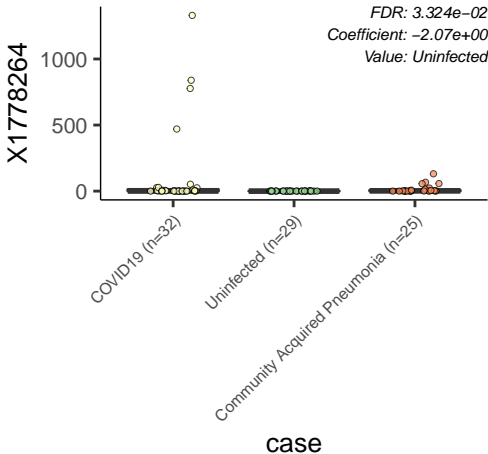 FDR: 3.324e−02
Coefficient: −2.07e+00
Value: Uninfected
X1778264
1000
500
0
COVID19 (n=32)
Uninfected (n=29)
Community Acquired Pneumonia (n=25)
case